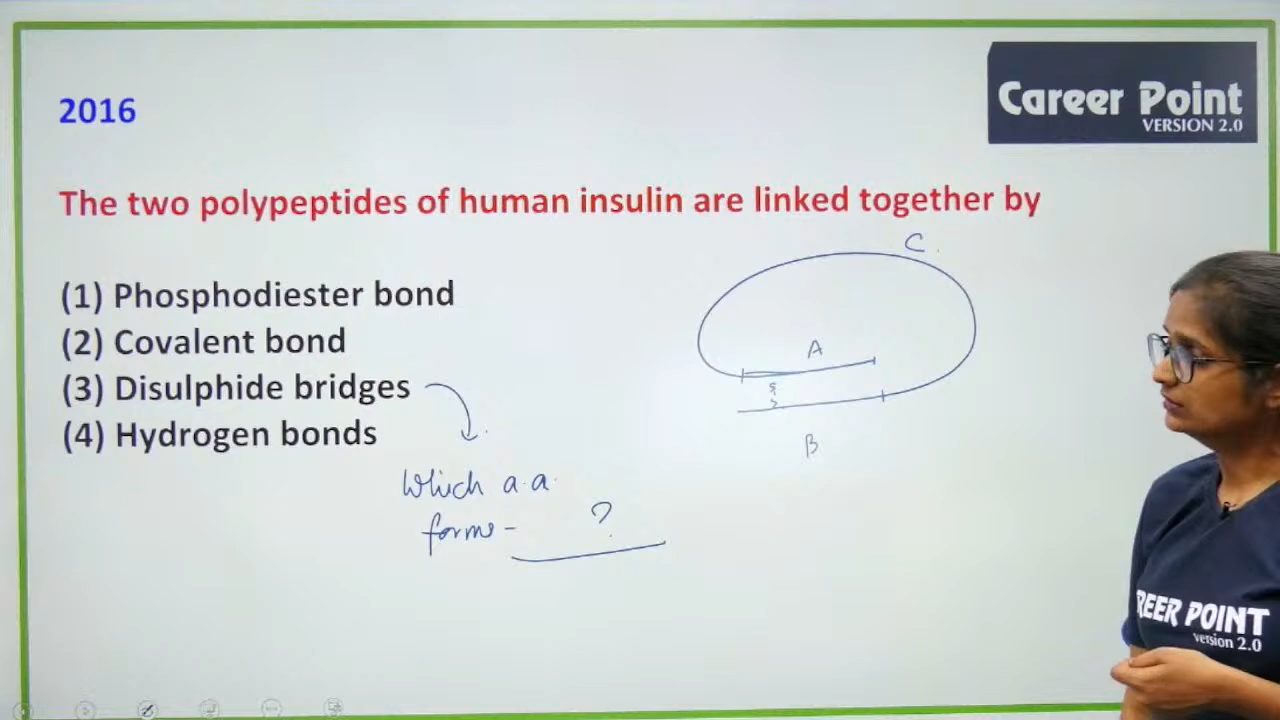 2016
Career Point
VERSION 2.0
The two polypeptides of human insulin are linked together by
(1) Phosphodiester bond
(2) Covalent bond
(3) Disulphide bridges
(4) Hydrogen bonds
C.
A
S
S
B
Which a.a.
forms - ?
REER POINT
version 2.0